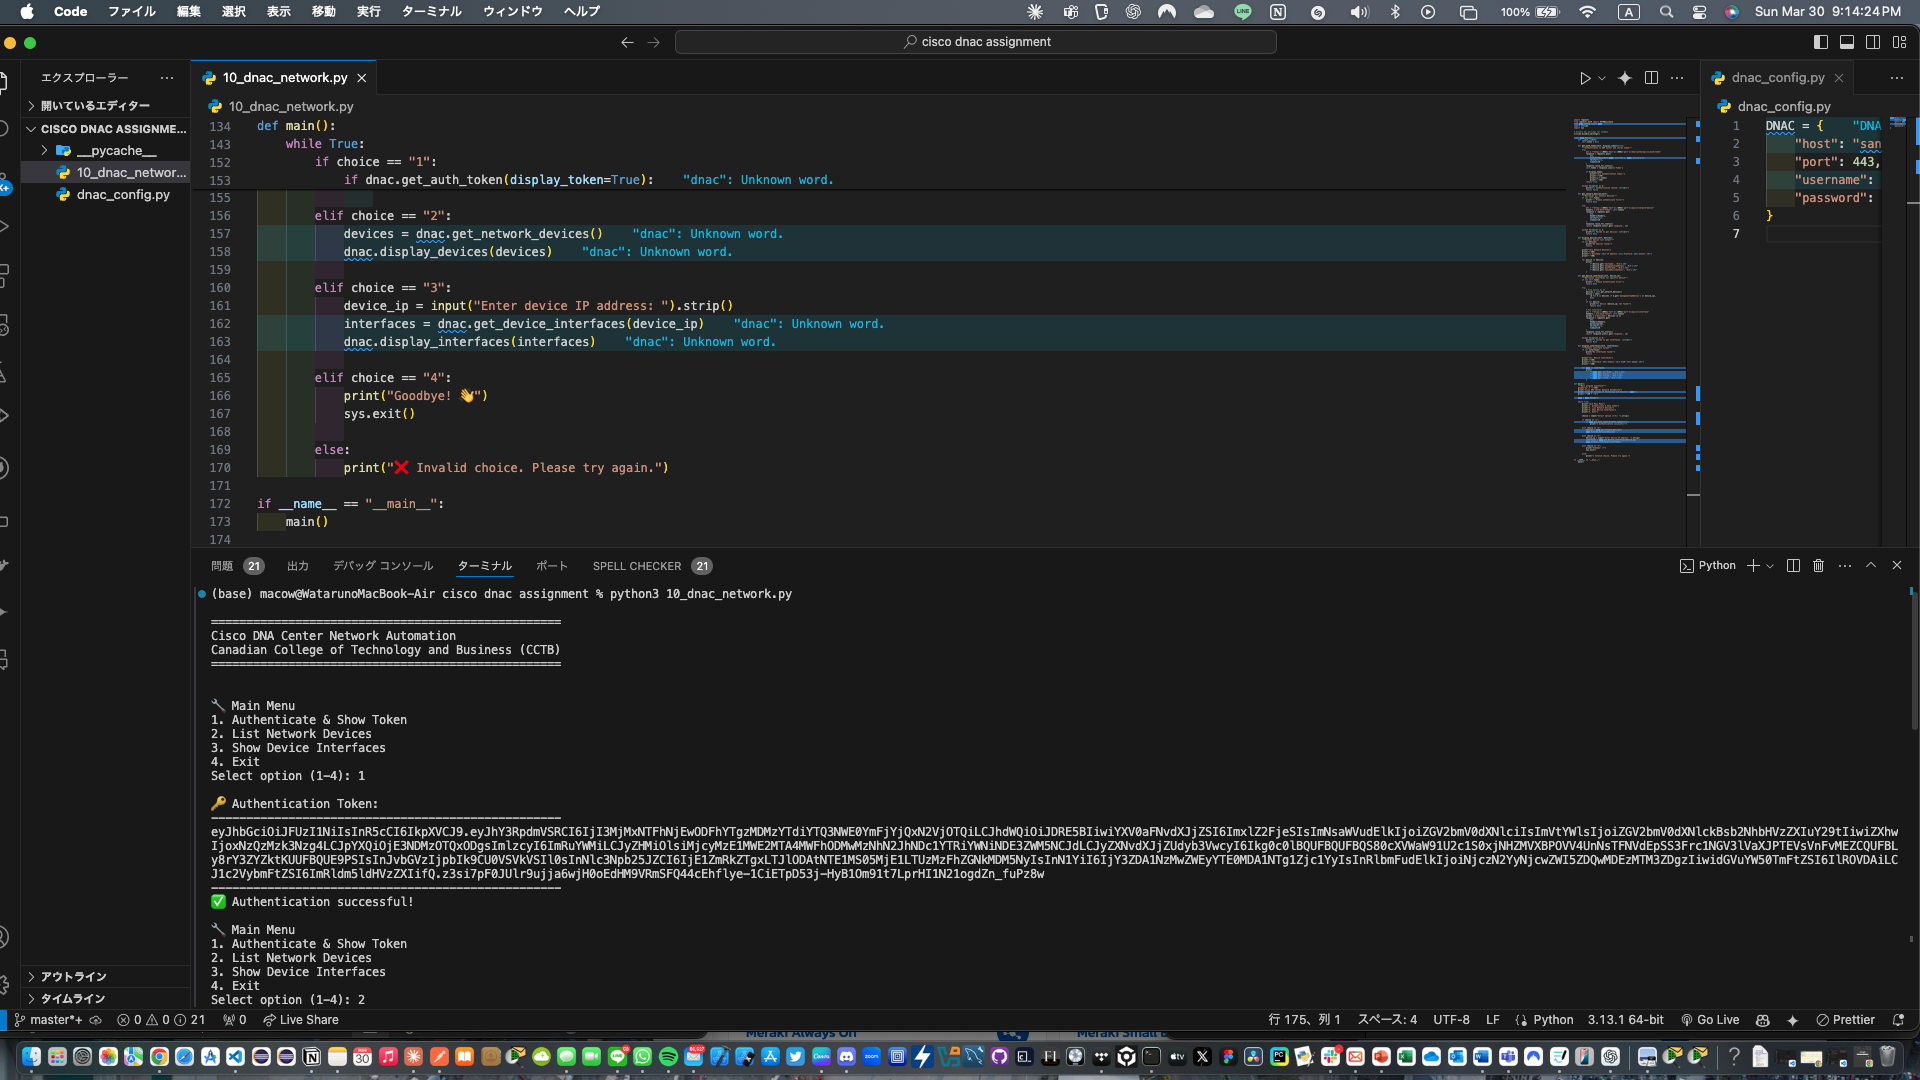 Code ファイル 編集 選択 表示 移動 実行 ターミナル ウィンドウ ヘルプ 100% A Sun Mar 30 9:14:24 PM
cisco dnac assignment
エクスプローラー
開いているエディター
CISCO DNAC ASSIGNME...
__pycache__
10_dnac_networ...
dnac_config.py
10_dnac_network.py
10_dnac_network.py
134 def main():
143 while True:
152 if choice == "1":
153 if dnac.get_auth_token(display_token=True): "dnac": Unknown word.
155
156 elif choice == "2":
157 devices = dnac.get_network_devices() "dnac": Unknown word.
158 dnac.display_devices(devices) "dnac": Unknown word.
159
160 elif choice == "3":
161 device_ip = input("Enter device IP address: ").strip()
162 interfaces = dnac.get_device_interfaces(device_ip) "dnac": Unknown word.
163 dnac.display_interfaces(interfaces) "dnac": Unknown word.
164
165 elif choice == "4":
166 print("Goodbye! 👋")
167 sys.exit()
168
169 else:
170 print("❌ Invalid choice. Please try again.")
171
172 if __name__ == "__main__":
173 main()
174
dnac_config.py
dnac_config.py
1 DNAC = { "DNA
2 "host": "san
3 "port": 443,
4 "username":
5 "password":
6 }
7
問題 21 出力 デバッグ コンソール ターミナル ポート SPELL CHECKER 21
Python
(base) macow@WatarunoMacBook-Air cisco dnac assignment % python3 10_dnac_network.py
==================================================
Cisco DNA Center Network Automation
Canadian College of Technology and Business (CCTB)
==================================================
🔧 Main Menu
1. Authenticate & Show Token
2. List Network Devices
3. Show Device Interfaces
4. Exit
Select option (1-4): 1
🔑 Authentication Token:
--------------------------------------------------
--------------------------------------------------
✅ Authentication successful!
🔧 Main Menu
1. Authenticate & Show Token
2. List Network Devices
3. Show Device Interfaces
4. Exit
Select option (1-4): 2
アウトライン
タイムライン
master*+ 0 0 21 0 Live Share
行 175、列 1 スペース: 4 UTF-8 LF Python 3.13.1 64-bit Go Live Prettier